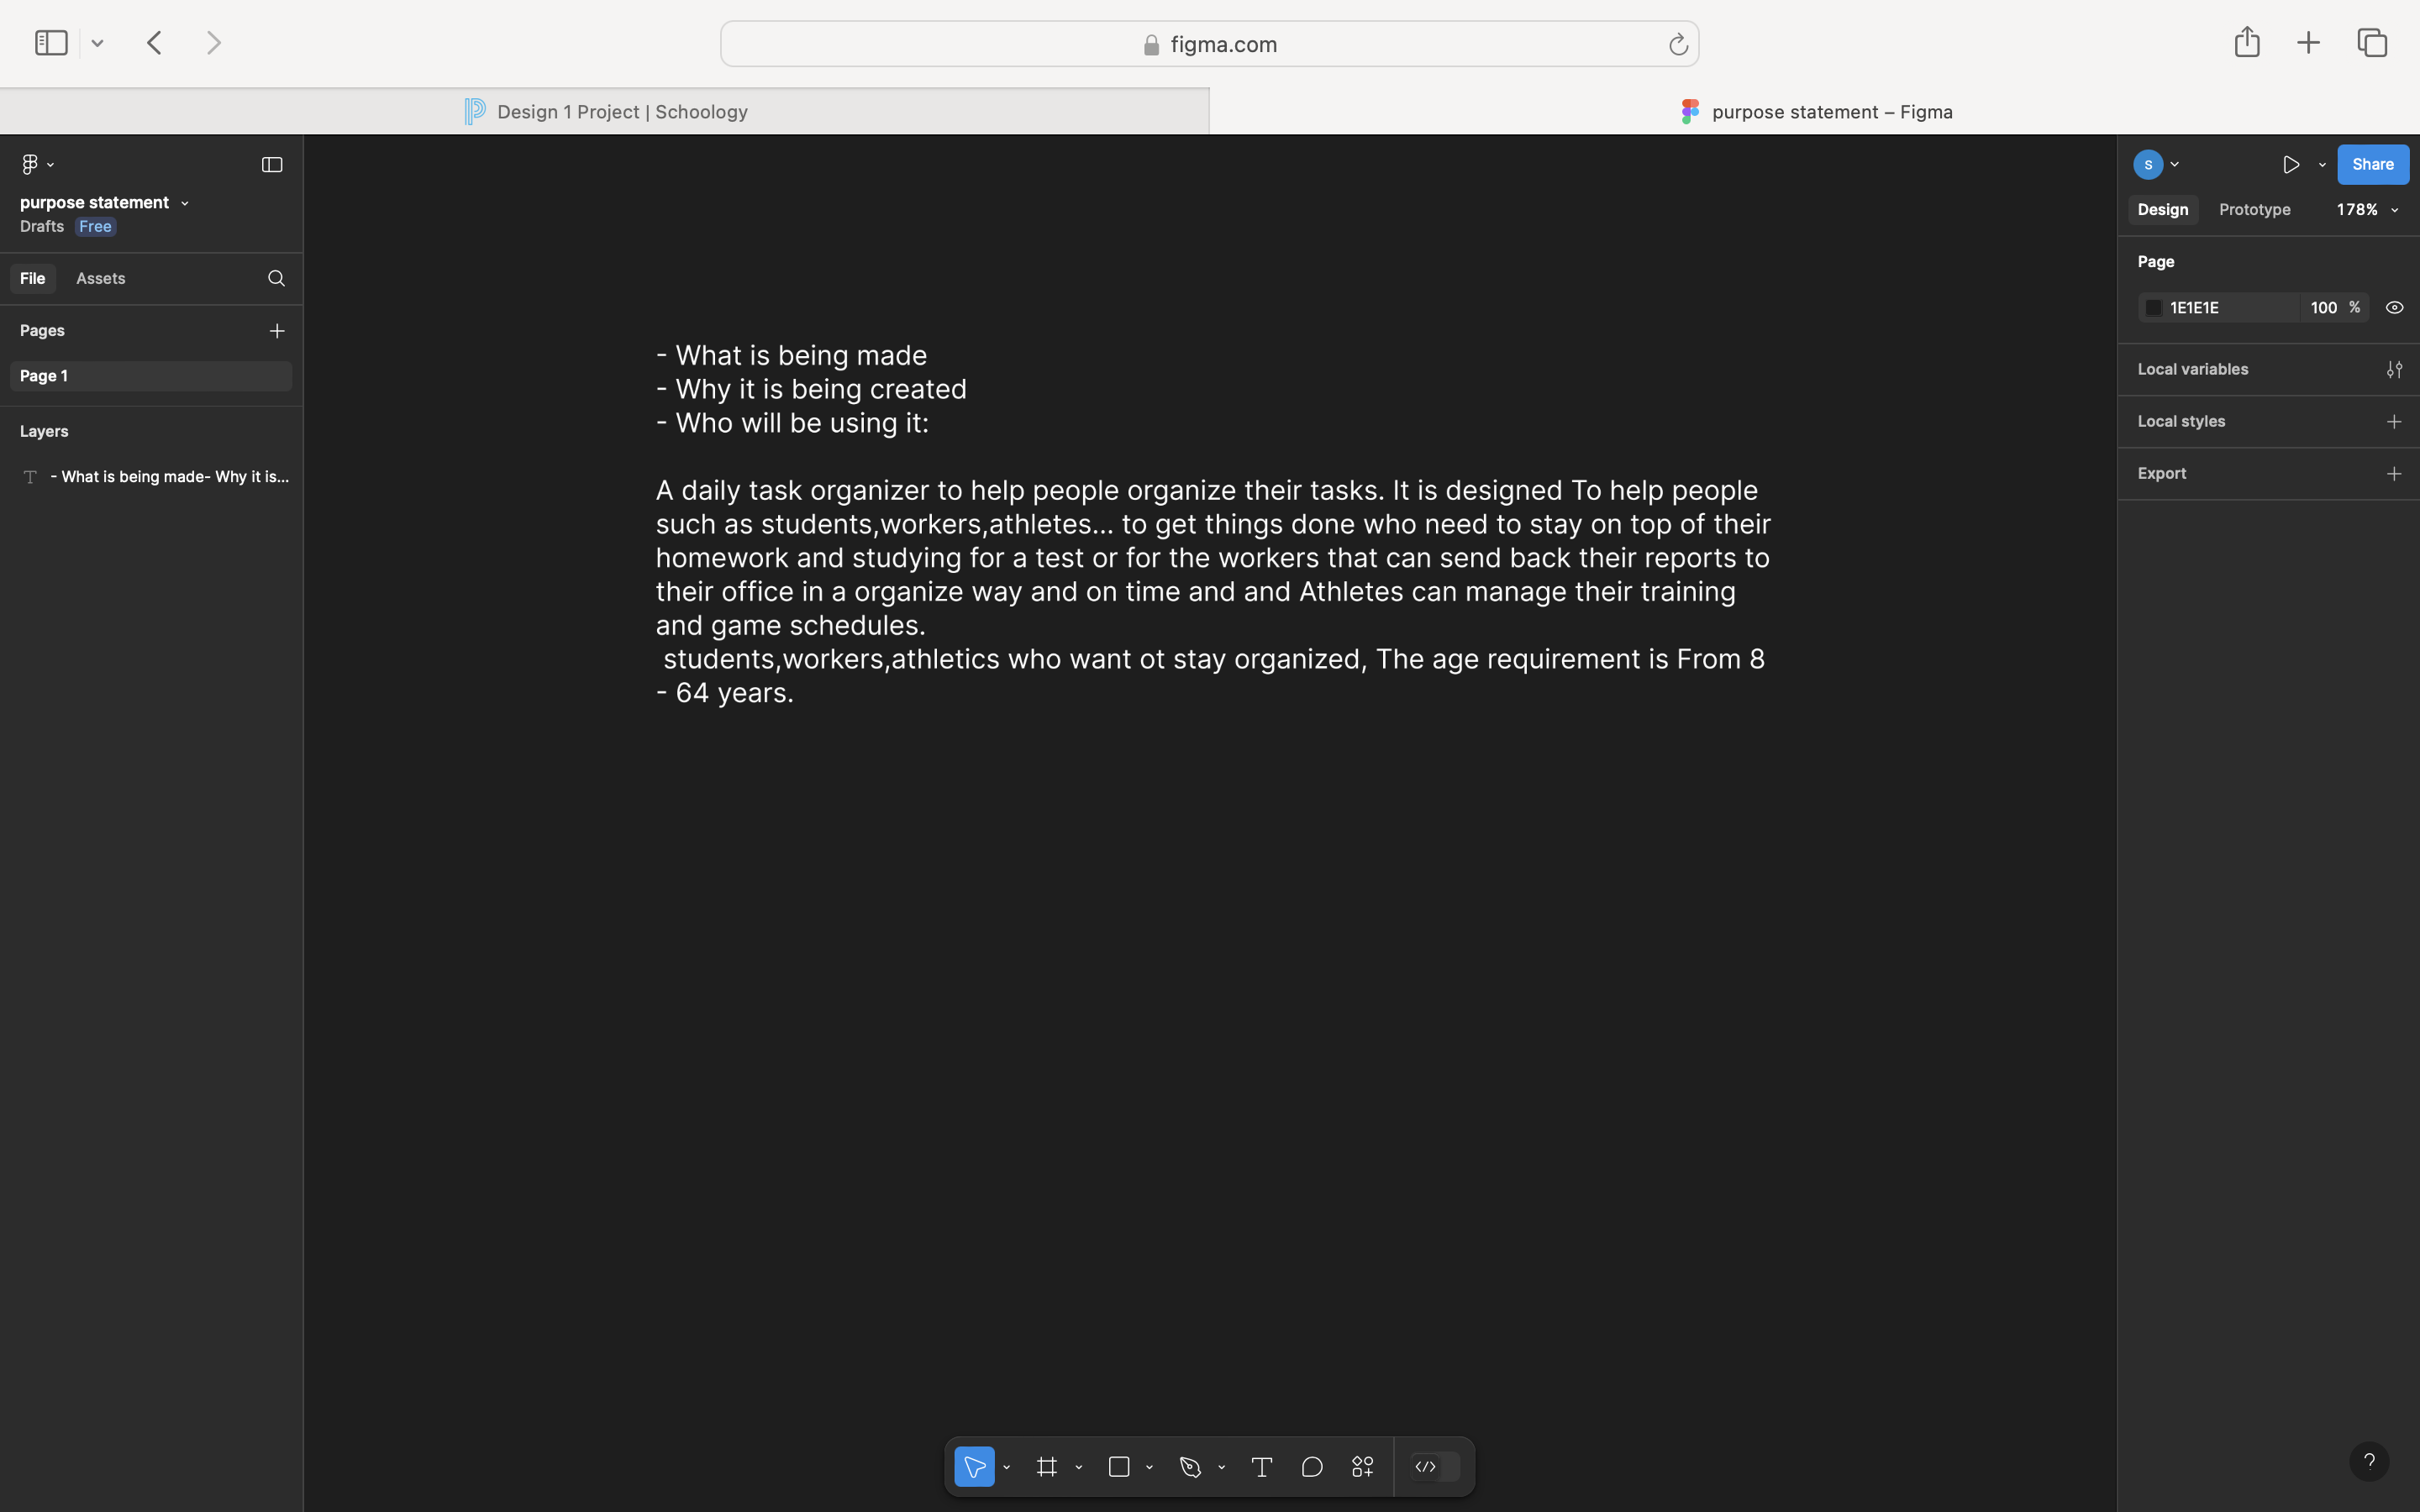 figma.com
Design 1 Project | Schoology
purpose statement – Figma
purpose statement
Drafts Free
File Assets
Pages
Page 1
Layers
- What is being made- Why it is...
- What is being made
- Why it is being created
- Who will be using it:
A daily task organizer to help people organize their tasks. It is designed To help people
such as students,workers,athletes... to get things done who need to stay on top of their
homework and studying for a test or for the workers that can send back their reports to
their office in a organize way and on time and and Athletes can manage their training
and game schedules.
students,workers,athletics who want ot stay organized, The age requirement is From 8
- 64 years.
S
Share
Design Prototype 178%
Page
1E1E1E 100 %
Local variables
Local styles
Export
?